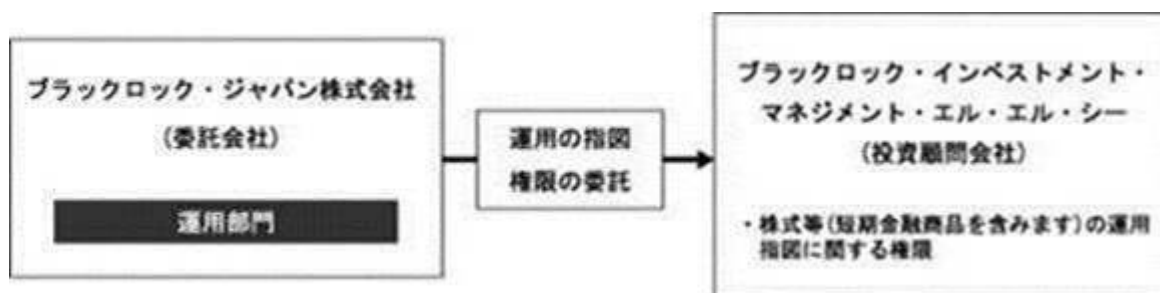 ブラックロック・ジャパン株式会社
(委託会社)
運用部門
運用の指図
権限の委託
ブラックロック・インベストメント・
マネジメント・エル・エル・シー
(投資顧問会社)
・株式等(短期金融商品を含みます)の運用
指図に関する権限